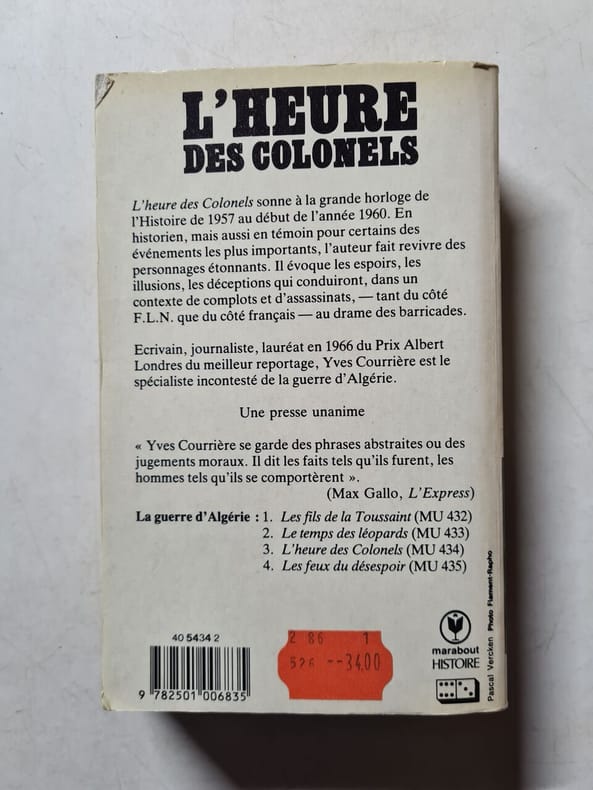 L'HEURE
DES COLONELS
L'heure des Colonels sonne à la grande horloge de
l'Histoire de 1957 au début de l'année 1960. En
historien, mais aussi en témoin pour certains des
événements les plus importants, l'auteur fait revivre des
personnages étonnants. Il évoque les espoirs, les
illusions, les déceptions qui conduiront, dans un
contexte de complots et d'assassinats, — tant du côté
F.L.N. que du côté français — au drame des barricades.
Ecrivain, journaliste, lauréat en 1966 du Prix Albert
Londres du meilleur reportage, Yves Courrière est le
spécialiste incontesté de la guerre d'Algérie.
Une presse unanime
« Yves Courrière se garde des phrases abstraites ou des
jugements moraux. Il dit les faits tels qu'ils furent, les
hommes tels qu'ils se comportèrent ».
(Max Gallo, L'Express)
La guerre d'Algérie : 1. Les fils de la Toussaint (MU 432)
2. Le temps des léopards (MU 433)
3. L'heure des Colonels (MU 434)
4. Les feux du désespoir (MU 435)
40 5434 2
9 782501 006835
2 86 1
526 --34.00
marabout
HISTOIRE
Pascal Vercken Photo Flament-Rapho